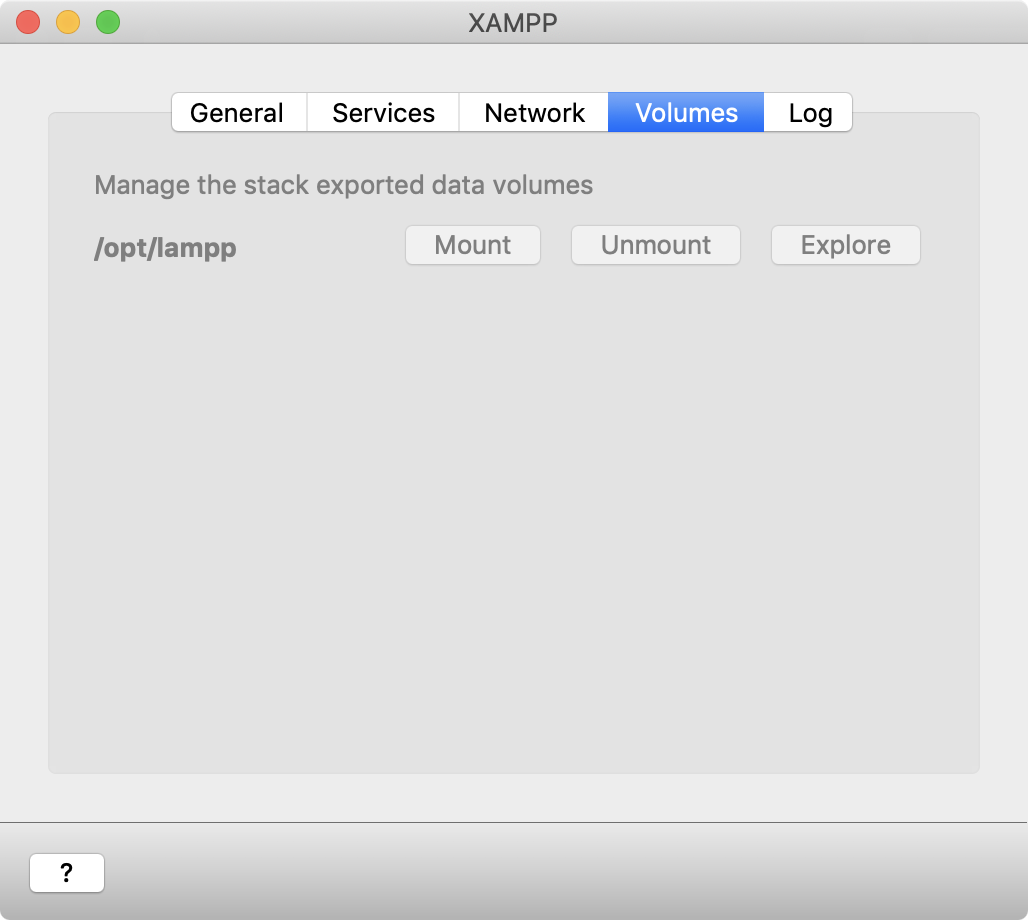 XAMPP
General Services Network Volumes Log
Manage the stack exported data volumes
/opt/lampp Mount Unmount Explore
?